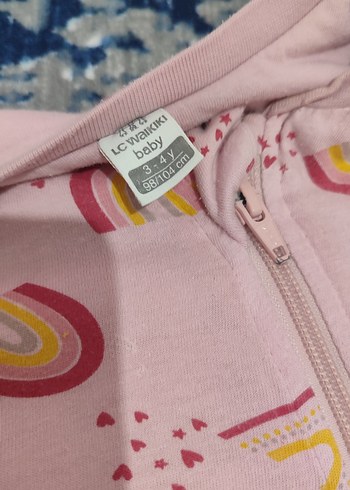 LC WAIKIKI
baby
3 - 4 y
98/104 cm